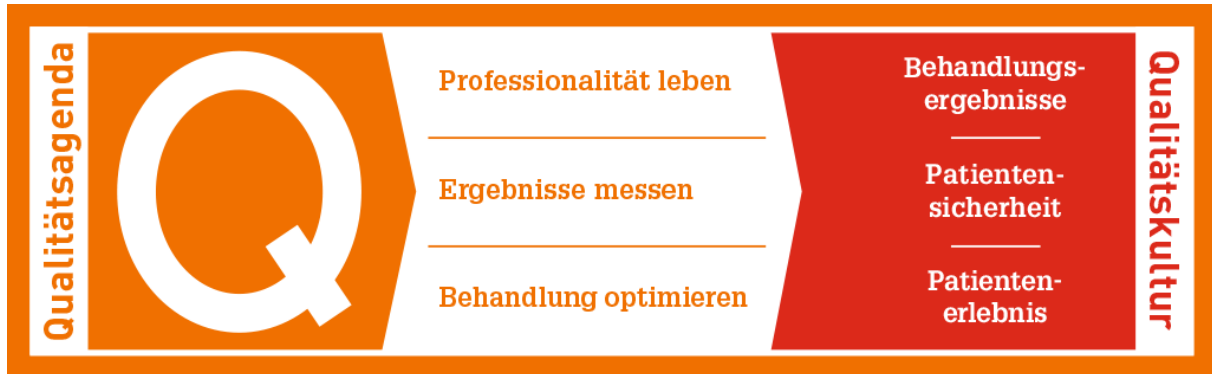 Qualitätsagenda
Q
Professionalität leben
Ergebnisse messen
Behandlung optimieren
Behandlungs-
ergebnisse
Patienten-
sicherheit
Patienten-
erlebnis
Qualitätskultur